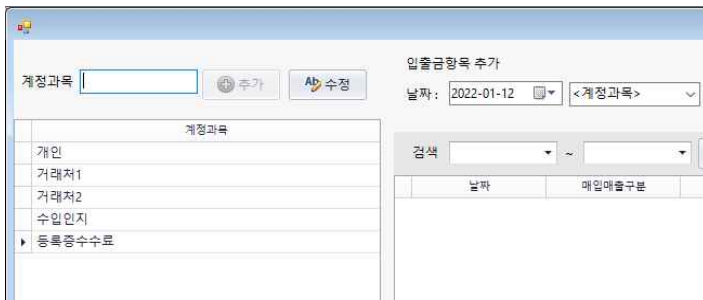 계정과목 추가 수정
계정과목
개인
거래처1
거래처2
수입인지
등록증수수료
입출금항목 추가
날짜 : 2022-01-12 <계정과목>
검색 ~
날짜 매입매출구분